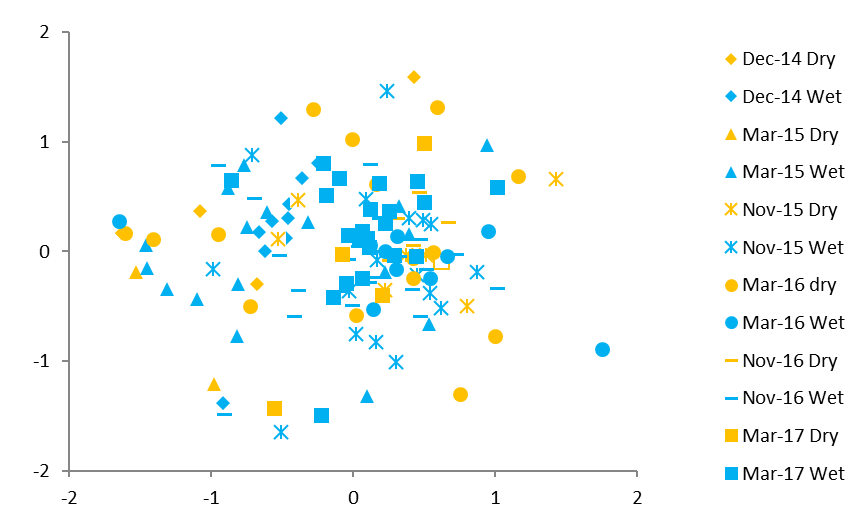 2
1
0
-1
-2
-2
-1
0
1
2
Dec-14 Dry
Dec-14 Wet
Mar-15 Dry
Mar-15 Wet
Nov-15 Dry
Nov-15 Wet
Mar-16 dry
Mar-16 Wet
Nov-16 Dry
Nov-16 Wet
Mar-17 Dry
Mar-17 Wet